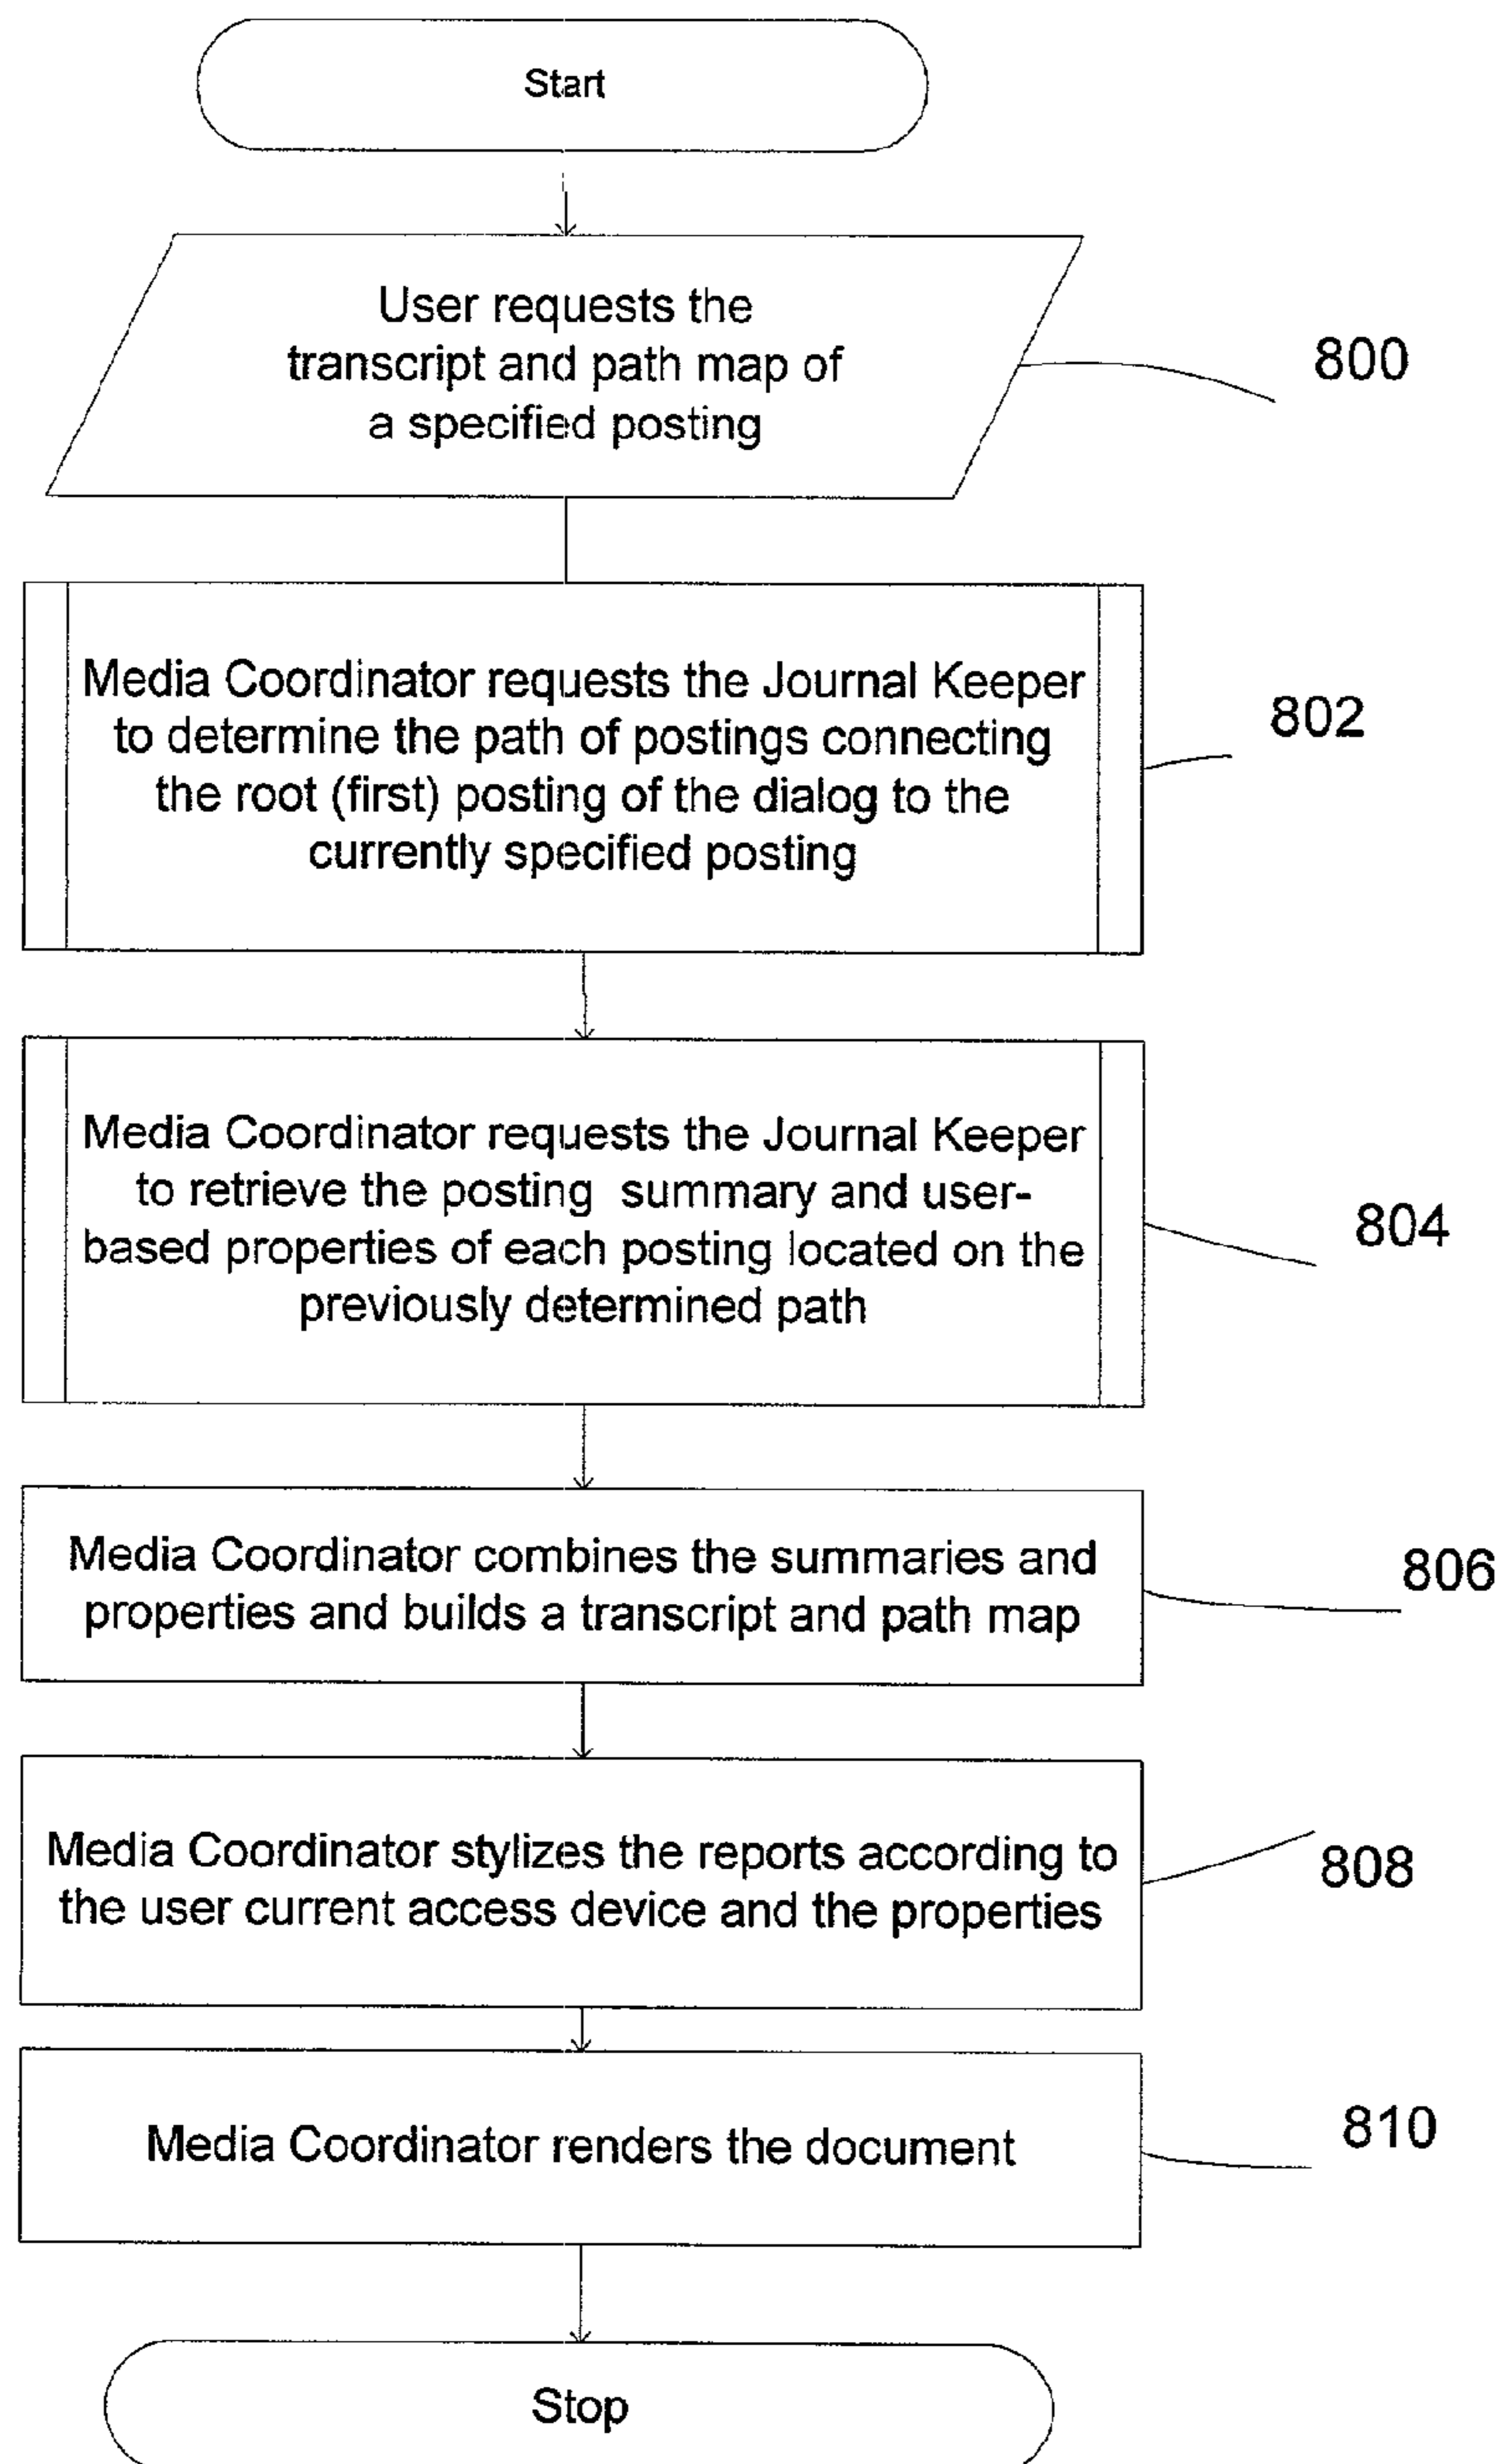 Start
User requests the
transcript and path map of
a specified posting
800
Media Coordinator requests the Journal Keeper
to determine the path of postings connecting
the root (first) posting of the dialog to the
currently specified posting
802
Media Coordinator requests the Journal Keeper
to retrieve the posting summary and user-
based properties of each posting located on the
previously determined path
804
Media Coordinator combines the summaries and
properties and builds a transcript and path map
806
Media Coordinator stylizes the reports according to
the user current access device and the properties
808
Media Coordinator renders the document
810
Stop